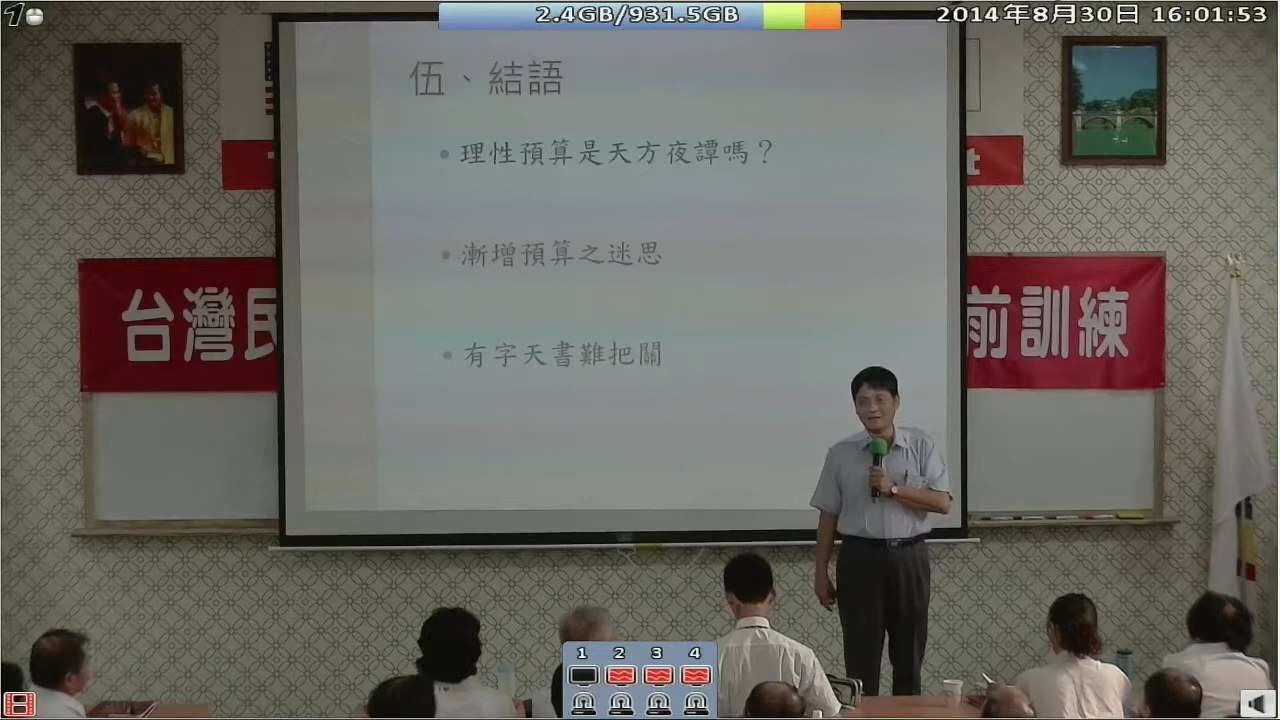 1
2.4GB/931.5GB
2014年8月30日 16:01:53
伍、結語
•理性預算是天方夜譚嗎？
•漸增預算之迷思
•有字天書難把關
t
台灣民
前訓練
1 2 3 4